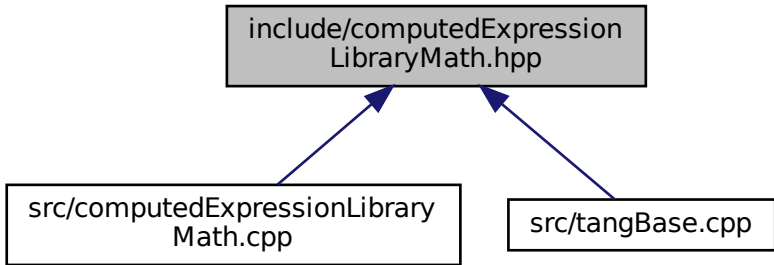 include/computedExpression
LibraryMath.hpp
src/computedExpressionLibrary
Math.cpp
src/tangBase.cpp